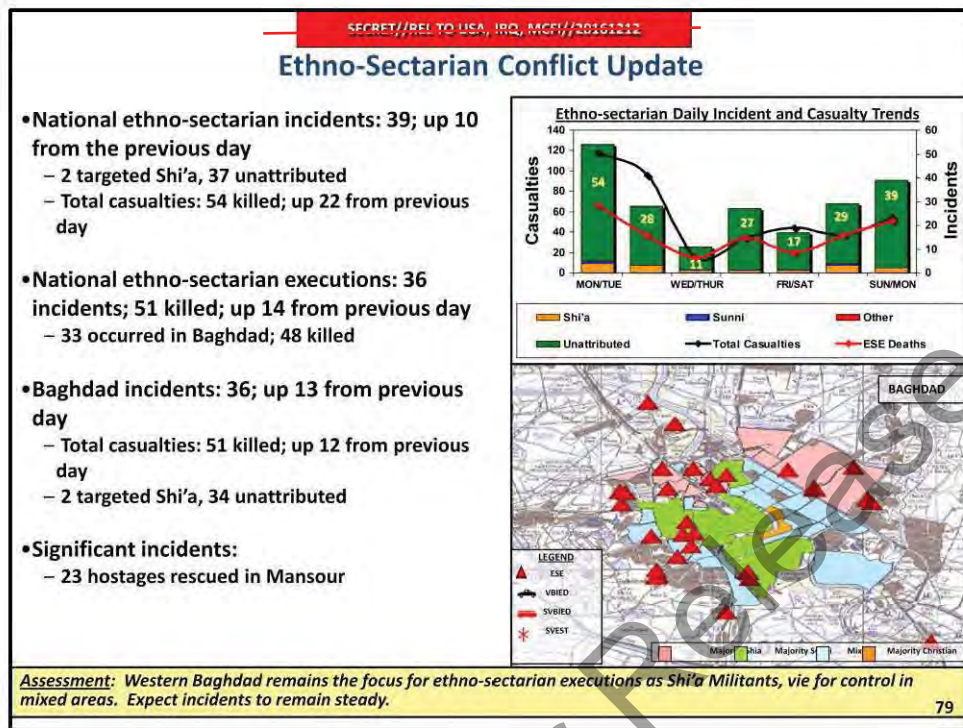 SECRET//REL TO USA, IRQ, MCFI//20161212
Ethno-Sectarian Conflict Update
•National ethno-sectarian incidents: 39; up 10
from the previous day
– 2 targeted Shi'a, 37 unattributed
– Total casualties: 54 killed; up 22 from previous
day
•National ethno-sectarian executions: 36
incidents; 51 killed; up 14 from previous day
– 33 occurred in Baghdad; 48 killed
•Baghdad incidents: 36; up 13 from previous
day
– Total casualties: 51 killed; up 12 from previous
day
– 2 targeted Shi'a, 34 unattributed
•Significant incidents:
– 23 hostages rescued in Mansour
Ethno-sectarian Daily Incident and Casualty Trends
Casualties
140
120
100
80
60
40
20
0
54
28
11
27
17
29
39
60
50
40
30
20
10
0
Incidents
MON/TUE WED/THUR FRI/SAT SUN/MON
Shi'a Sunni Other
Unattributed Total Casualties ESE Deaths
BAGHDAD
LEGEND
ESE
VBIED
SVBIED
SVEST
Majority Christian
Release
Assessment: Western Baghdad remains the focus for ethno-sectarian executions as Shi'a Militants, vie for control in
mixed areas. Expect incidents to remain steady.
79